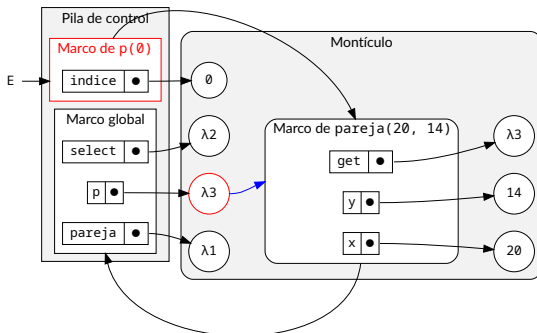 Pila de control
Marco de p(0)
E
indice
Marco global
select
p
pareja
Montículo
0
λ2
λ3
λ1
Marco de pareja(20, 14)
get
y
x
λ3
14
20